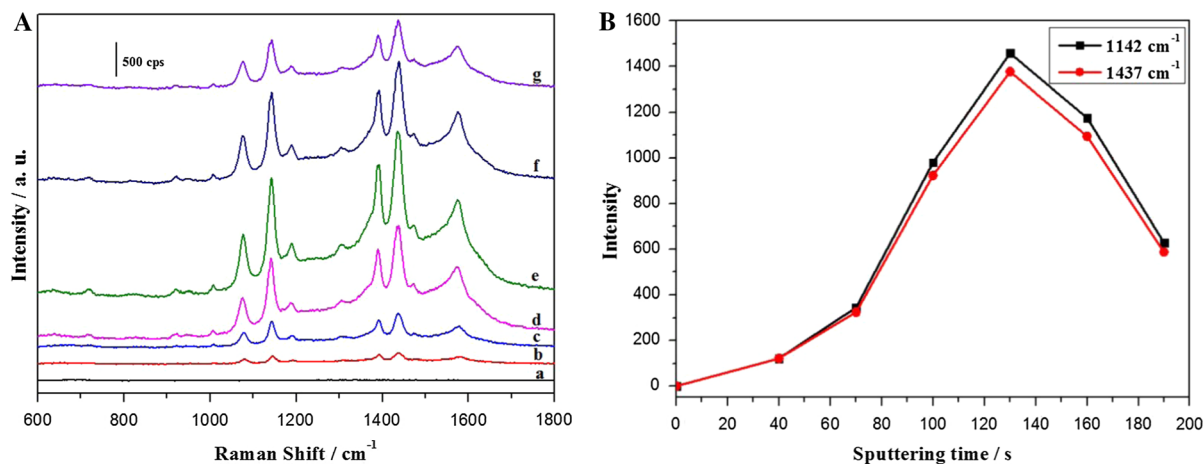 A
500 cps
g
f
e
d
c
b
a
Intensity / a. u.
600 800 1000 1200 1400 1600 1800
Raman Shift / cm-1
B
1142 cm-1
1437 cm-1
1600
1400
1200
1000
800
600
400
200
0
Intensity
0 20 40 60 80 100 120 140 160 180 200
Sputtering time / s